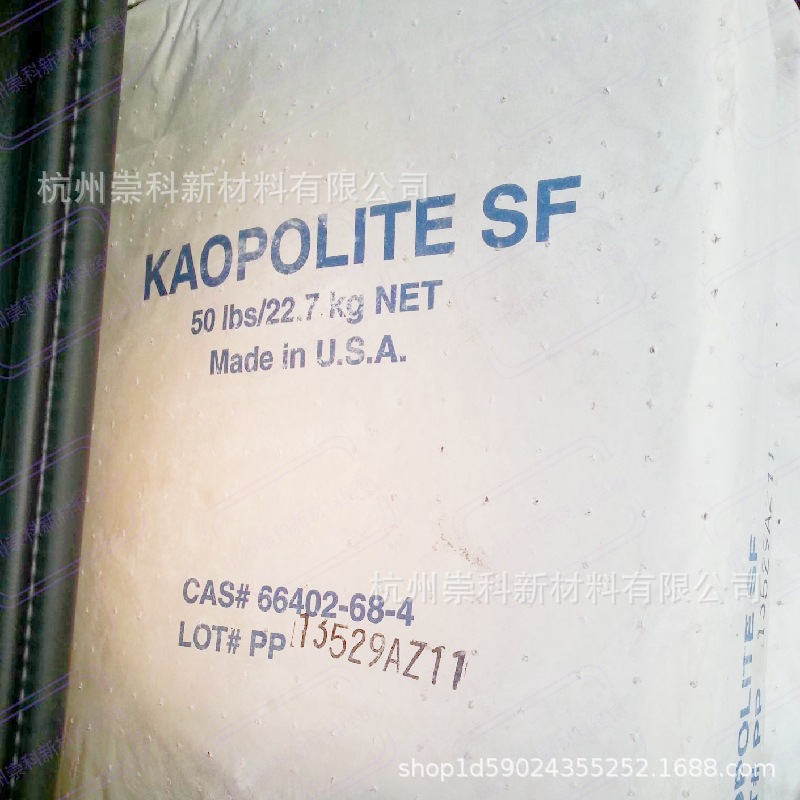 杭州崇科新材料有限公司
KAOPOLITE SF
50 lbs/22.7 kg NET
Made in U.S.A.
CAS# 66402-68-4
杭州崇科新材料有限公司
LOT# PP 13529AZ11
shop1d59024355252.1688.com